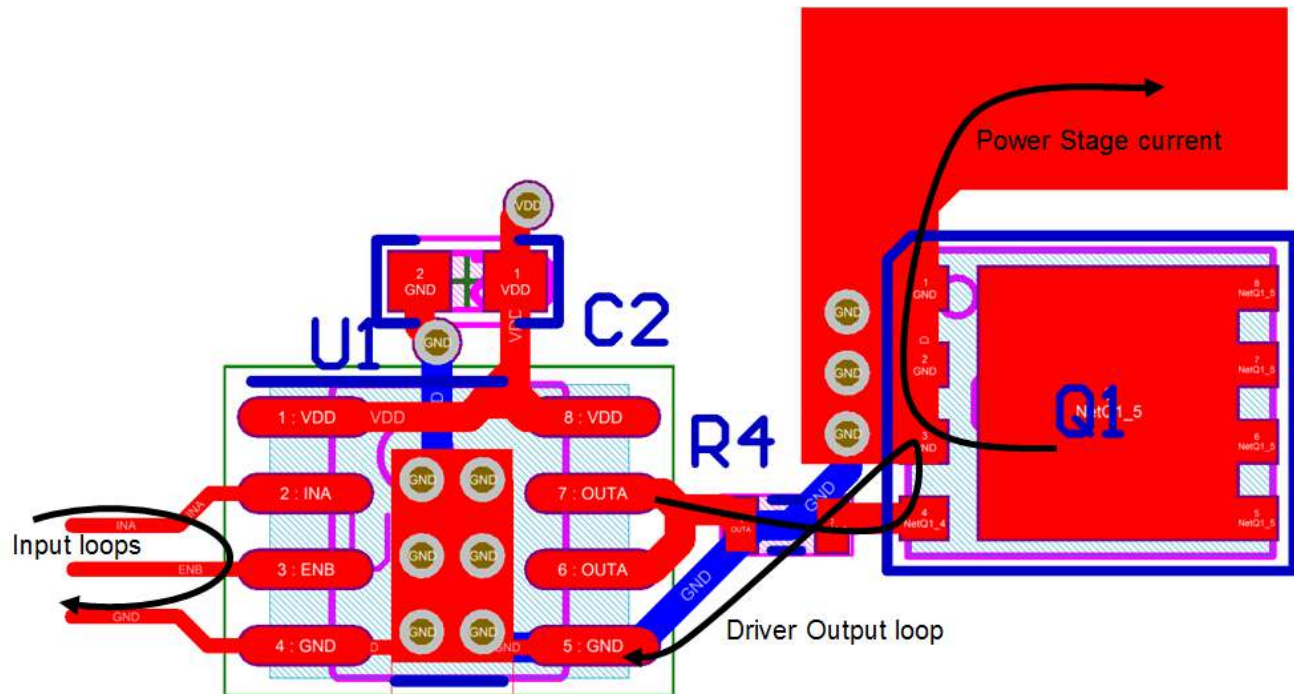 Power Stage current
VDD
2
GND
1
VDD
C2
U1
VDD
GND
1
GND
8
NetQ1_5
GND
D
2
GND
7
NetQ1_5
GND
1 : VDD
VDD
8 : VDD
Q1
NetQ1_5
R4
GND
3
GND
6
NetQ1_5
2 : INA
GND
GND
7 : OUTA
GND
4
NetQ1_4
5
NetQ1_5
INA
INA
OUTA
Input loops
ENB
3 : ENB
GND
GND
6 : OUTA
GND
GND
4 : GND
GND
GND
GND
5 : GND
Driver Output loop